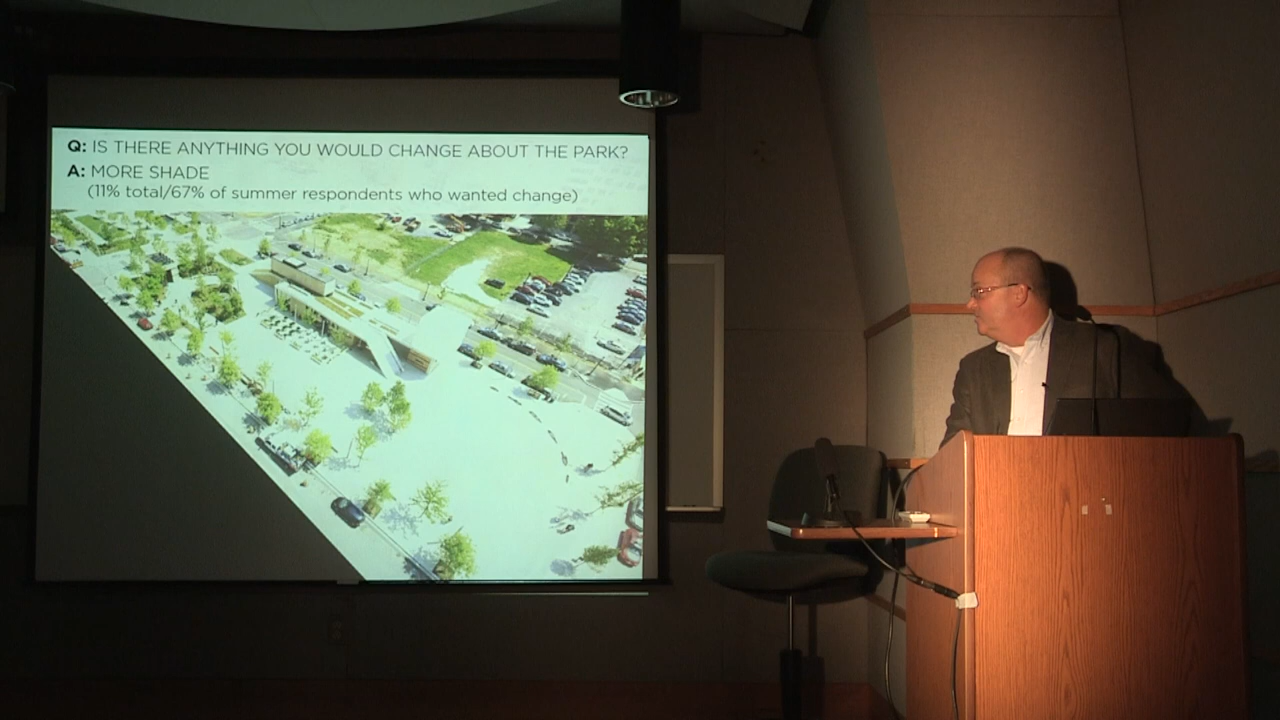 Q: IS THERE ANYTHING YOU WOULD CHANGE ABOUT THE PARK?
A: MORE SHADE
(11% total/67% of summer respondents who wanted change)